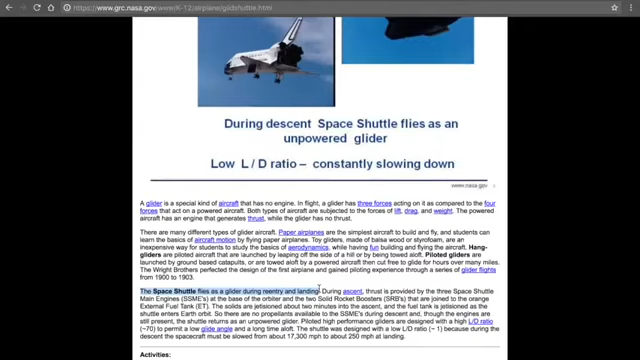 https://www.grc.nasa.gov/www/K-12/airplane/glidshuttle.html
During descent Space Shuttle flies as an
unpowered glider
Low L / D ratio – constantly slowing down
www.nasa.gov
A glider is a special kind of aircraft that has no engine. In flight, a glider has three forces acting on it as compared to the four
forces that act on a powered aircraft. Both types of aircraft are subjected to the forces of lift, drag, and weight. The powered
aircraft has an engine that generates thrust, while the glider has no thrust.
There are many different types of glider aircraft. Paper airplanes are the simplest aircraft to build and fly, and students can
learn the basics of aircraft motion by flying paper airplanes. Toy gliders, made of balsa wood or styrofoam, are an
inexpensive way for students to study the basics of aerodynamics, while having fun building and flying the aircraft. Hang-
gliders are piloted aircraft that are launched by leaping off the side of a hill or by being towed aloft. Piloted gliders are
launched by ground based catapults, or are towed aloft by a powered aircraft then cut free to glide for hours over many miles.
The Wright Brothers perfected the design of the first airplane and gained piloting experience through a series of glider flights
from 1900 to 1903.
The Space Shuttle flies as a glider during reentry and landing. During ascent, thrust is provided by the three Space Shuttle
Main Engines (SSME's) at the base of the orbiter and the two Solid Rocket Boosters (SRB's) that are joined to the orange
External Fuel Tank (ET). The solids are jetisoned about two minutes into the ascent, and the fuel tank is jetisoned as the
shuttle enters Earth orbit. So there are no propellants available to the SSME's during descent and, though the engines are
still present, the shuttle returns as an unpowered glider. Piloted high performance gliders are designed with a high L/D ratio
(~70) to permit a low glide angle and a long time aloft. The shuttle was designed with a low L/D ratio (~ 1) because during the
descent the spacecraft must be slowed from about 17,300 mph to about 250 mph at landing.
Activities: